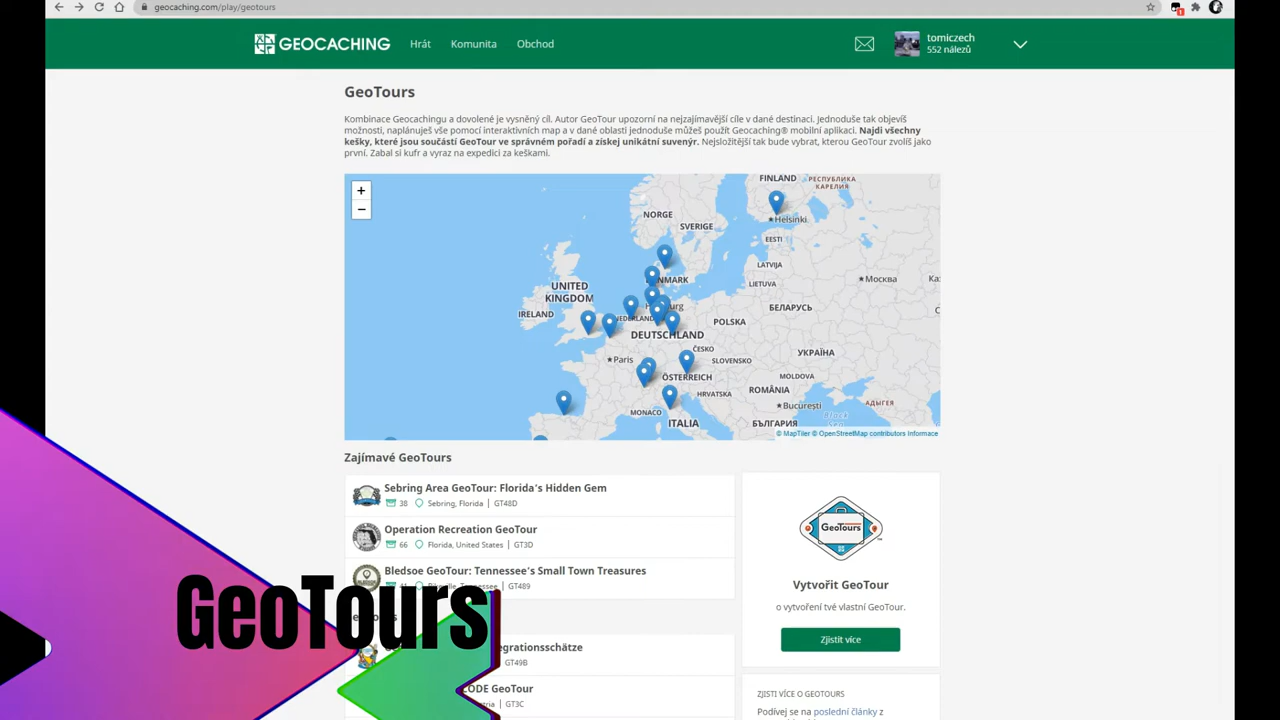 geocaching.com/play/geotours
1
GEOCACHING
Hrát
Komunita
Obchod
tomiczech
552 nálezů
GeoTours
Kombinace Geocachingu a dovolené je vysněný cíl. Autor GeoTour upozorní na nejzajímavější cíle v dané destinaci. Jednoduše tak objevíš
možnosti, naplánuješ vše pomocí interaktivních map a v dané oblasti jednoduše můžeš použít Geocaching® mobilní aplikaci. Najdi všechny
kešky, které jsou součástí GeoTour ve správném pořadí a získej unikátní suvenýr. Nejsložitější tak bude vybrat, kterou GeoTour zvolíš jako
první. Zabal si kufr a vyraz na expedici za keškami.
+
−
FINLAND
РЕСПУБЛИКА
КАРЕЛИЯ
NORGE
SVERIGE
Helsinki
EESTI
LATVIJA
LIETUVA
Москва
UNITED
KINGDOM
IRELAND
NEDERLAND
DEUTSCHLAND
POLSKA
БЕЛАРУСЬ
Paris
ČESKO
SLOVENSKO
УКРАЇНА
ÖSTERREICH
MOLDOVA
HRVATSKA
ROMÂNIA
București
АДЫГЕЯ
MONACO
ITALIA
БЪЛГАРИЯ
Black
© MapTiler © OpenStreetMap contributors Informace
Zajímavé GeoTours
Sebring Area GeoTour: Florida's Hidden Gem
38 Sebring, Florida | GT48D
Operation Recreation GeoTour
66 Florida, United States | GT3D
Bledsoe GeoTour: Tennessee's Small Town Treasures
| GT489
GeoTours
egrationsschätze
| GT49B
CODE GeoTour
| GT3C
GeoTours
Vytvořit GeoTour
o vytvoření tvé vlastní GeoTour.
Zjistit více
ZJISTI VÍCE O GEOTOURS
Podívej se na poslední články z